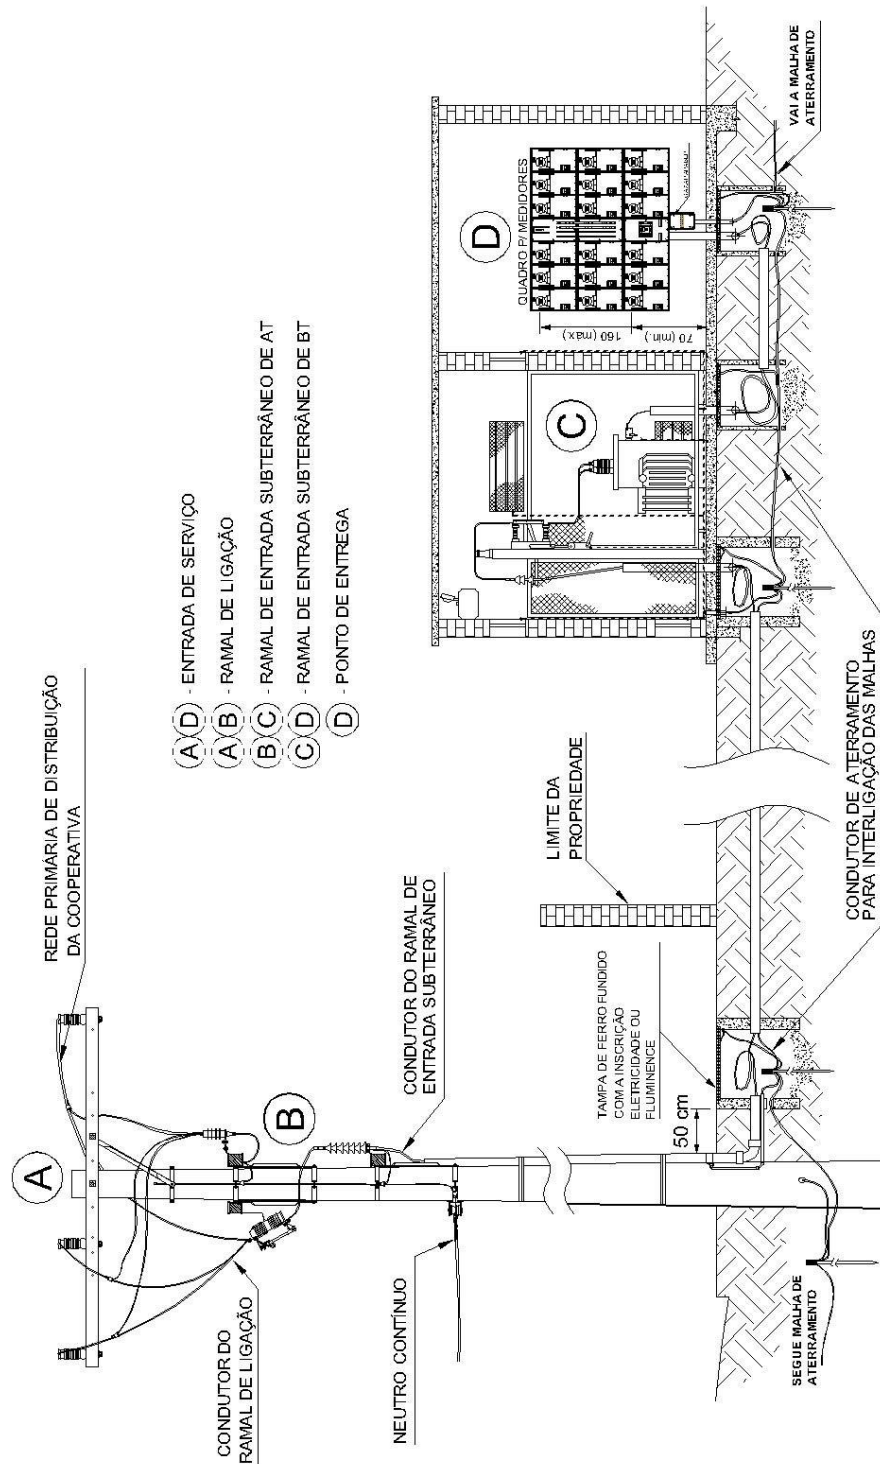 REDE PRIMÁRIA DE DISTRIBUIÇÃO
DA COOPERATIVA
A
B
CONDUTOR DO
RAMAL DE LIGAÇÃO
CONDUTOR DO RAMAL DE
ENTRADA SUBTERRÂNEO
NEUTRO CONTÍNUO
A D - ENTRADA DE SERVIÇO
A B - RAMAL DE LIGAÇÃO
B C - RAMAL DE ENTRADA SUBTERRÂNEO DE AT
C D - RAMAL DE ENTRADA SUBTERRÂNEO DE BT
D - PONTO DE ENTREGA
D
QUADRO P/ MEDIDORES
C
160 (max.)
70 (min.)
LIMITE DA
PROPRIEDADE
TAMPA DE FERRO FUNDIDO
COM A INSCRIÇÃO
ELETRICIDADE OU
FLUMINENCE
50 cm
SEGUE MALHA DE
ATERRAMENTO
CONDUTOR DE ATERRAMENTO
PARA INTERLIGAÇÃO DAS MALHAS
VAI A MALHA DE
ATERRAMENTO